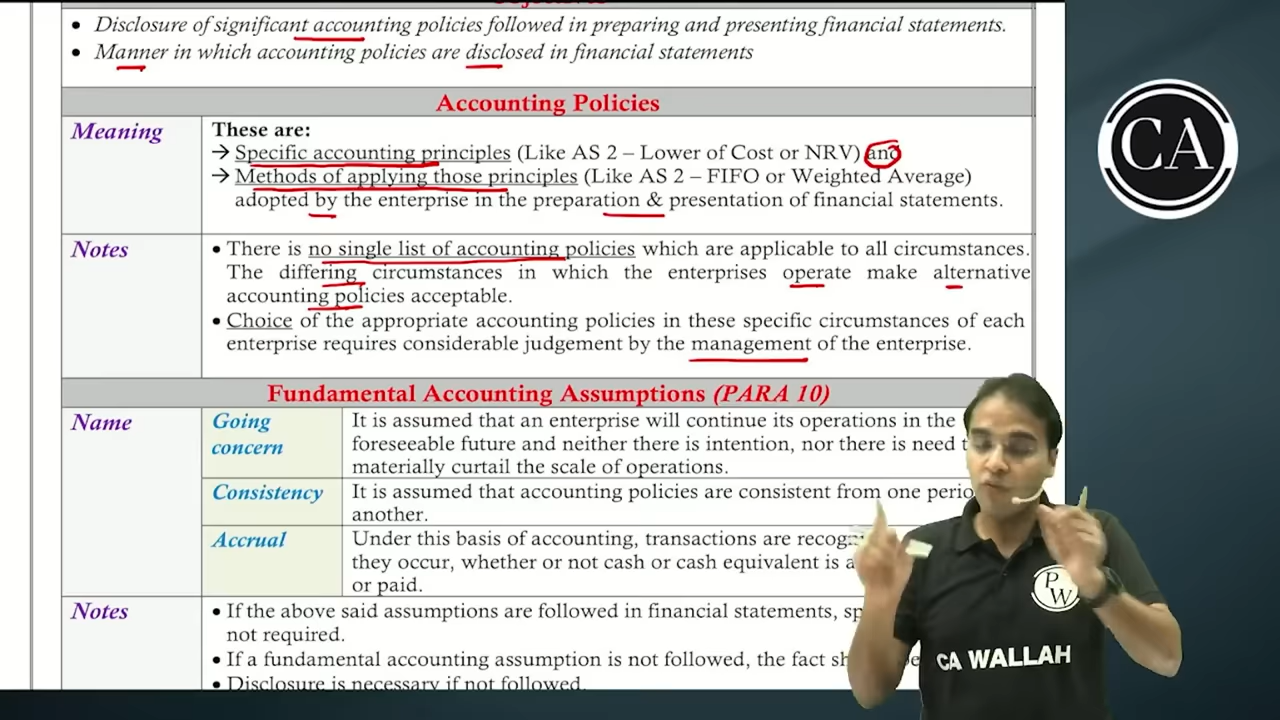 Objectives
• Disclosure of significant accounting policies followed in preparing and presenting financial statements.
• Manner in which accounting policies are disclosed in financial statements
Accounting Policies
Meaning
These are:
→ Specific accounting principles (Like AS 2 – Lower of Cost or NRV) and
→ Methods of applying those principles (Like AS 2 – FIFO or Weighted Average)
adopted by the enterprise in the preparation & presentation of financial statements.
Notes
• There is no single list of accounting policies which are applicable to all circumstances.
The differing circumstances in which the enterprises operate make alternative
accounting policies acceptable.
• Choice of the appropriate accounting policies in these specific circumstances of each
enterprise requires considerable judgement by the management of the enterprise.
Fundamental Accounting Assumptions (PARA 10)
Name
Going
concern
It is assumed that an enterprise will continue its operations in the
foreseeable future and neither there is intention, nor there is need
materially curtail the scale of operations.
Consistency
It is assumed that accounting policies are consistent from one
another.
Accrual
Under this basis of accounting, transactions are
they occur, whether or not cash or cash equivalent is
or paid.
Notes
• If the above said assumptions are followed in financial statements,
not required.
• If a fundamental accounting assumption is not followed, the fact
• Disclosure is necessary if not followed.
CA
PW
CA WALLAH